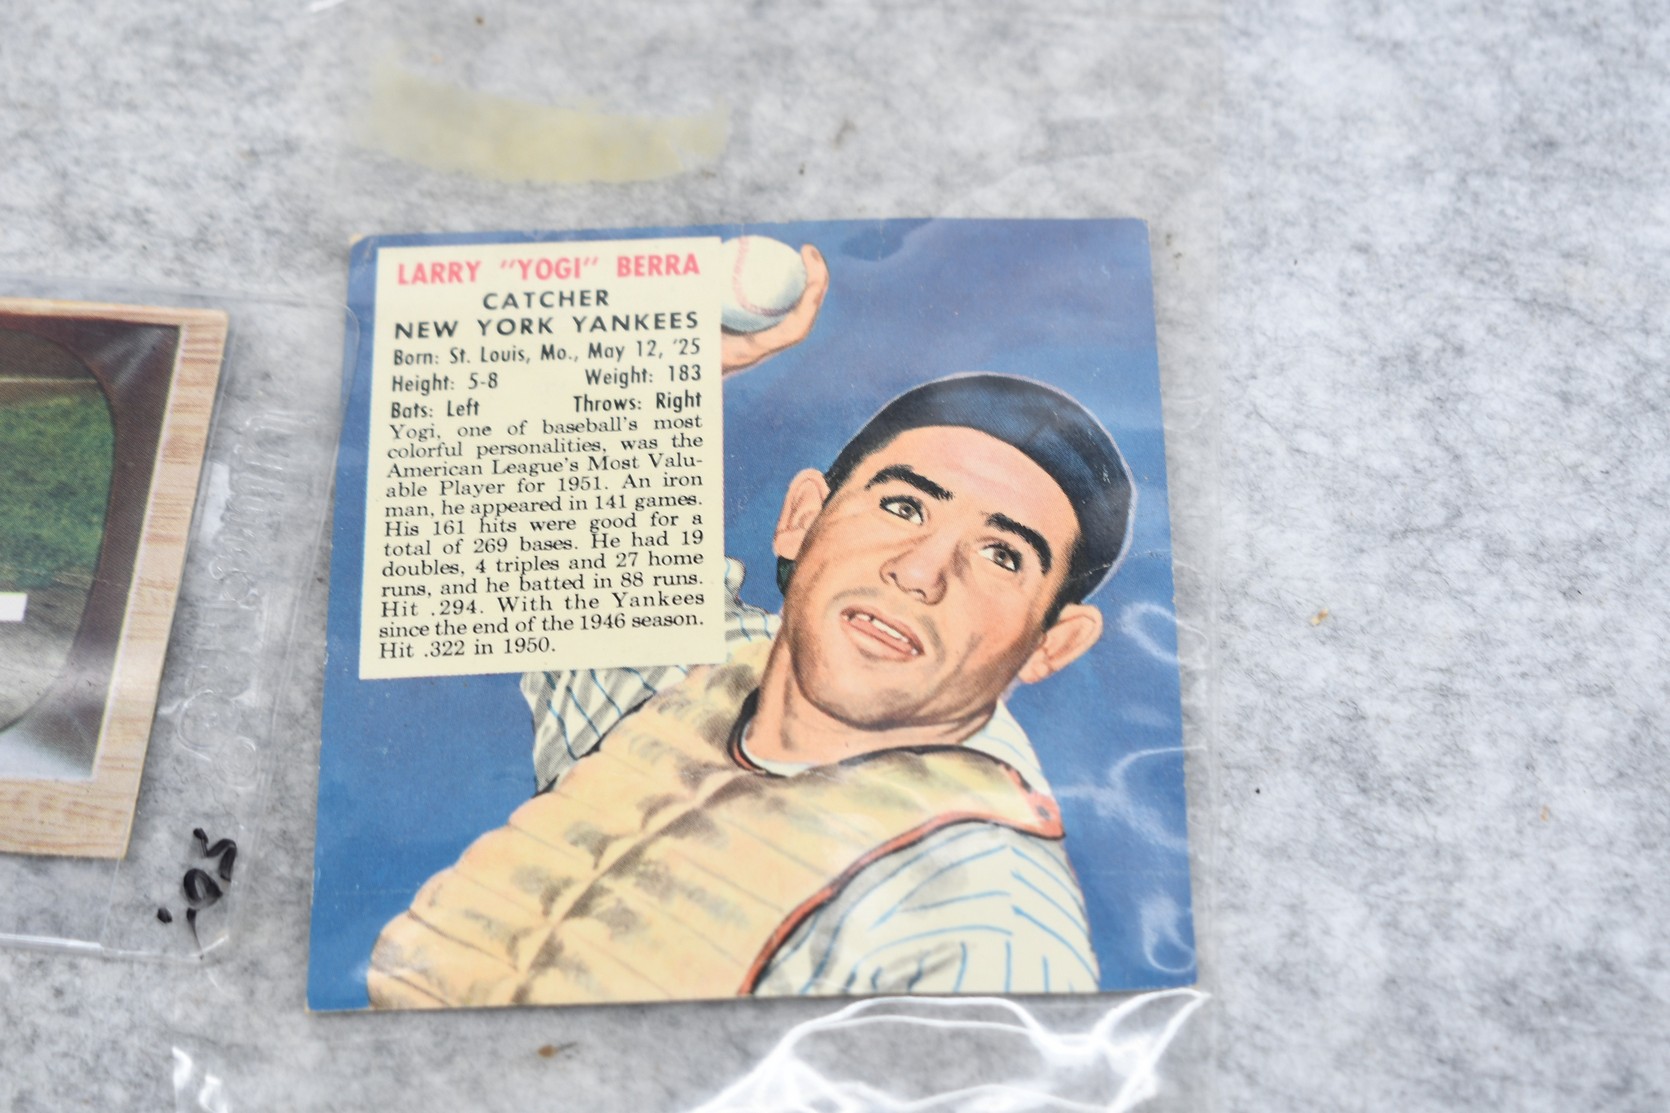 LARRY "YOGI" BERRA
CATCHER
NEW YORK YANKEES
Born: St. Louis, Mo., May 12, '25
Height: 5-8 Weight: 183
Bats: Left Throws: Right
Yogi, one of baseball's most
colorful personalities, was the
American League's Most Valu-
able Player for 1951. An iron
man, he appeared in 141 games.
His 161 hits were good for a
total of 269 bases. He had 19
doubles, 4 triples and 27 home
runs, and he batted in 88 runs.
Hit .294. With the Yankees
since the end of the 1946 season.
Hit .322 in 1950.